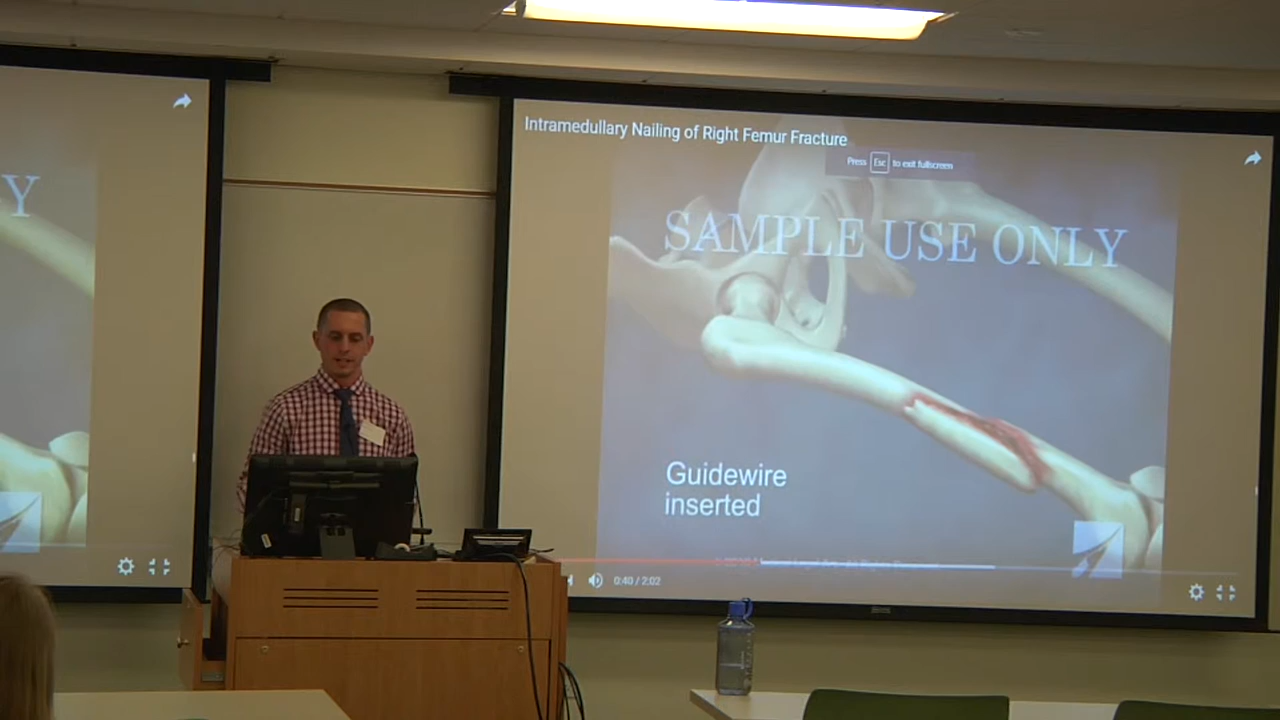 Y
Intramedullary Nailing of Right Femur Fracture
Press Esc to exit fullscreen
SAMPLE USE ONLY
Guidewire
inserted
0:40 / 2:02